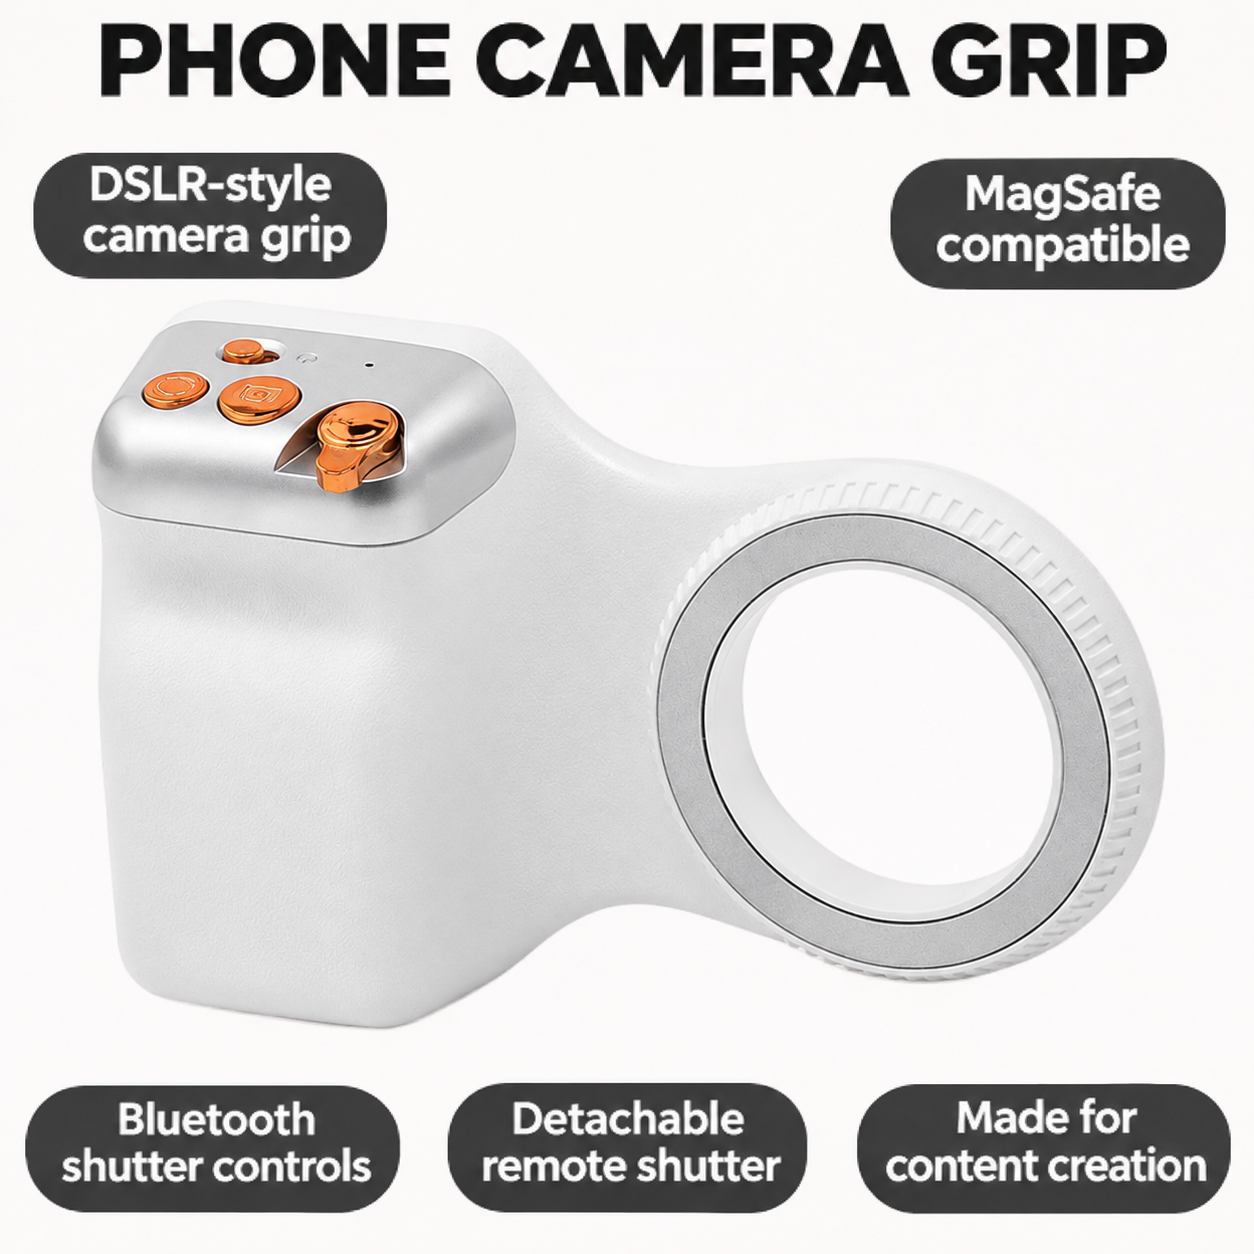 PHONE CAMERA GRIP
DSLR-style
camera grip
MagSafe
compatible
Bluetooth
shutter controls
Detachable
remote shutter
Made for
content creation